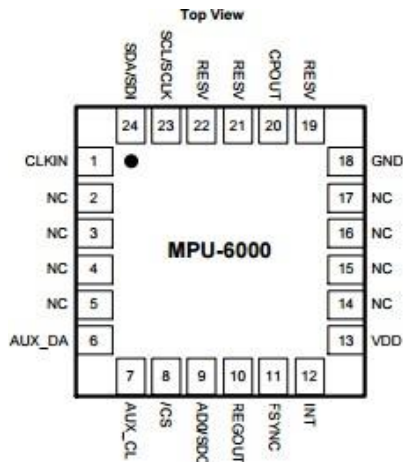 Top View
SDA/SDI SCL/SCLK RESV RESV CPOUT RESV
24 23 22 21 20 19
CLKIN 1 18 GND
NC 2 17 NC
NC 3 16 NC
MPU-6000
NC 4 15 NC
NC 5 14 NC
AUX_DA 6 13 VDD
7 8 9 10 11 12
AUX_CL /CS AD0/SDO REGOUT FSYNC INT